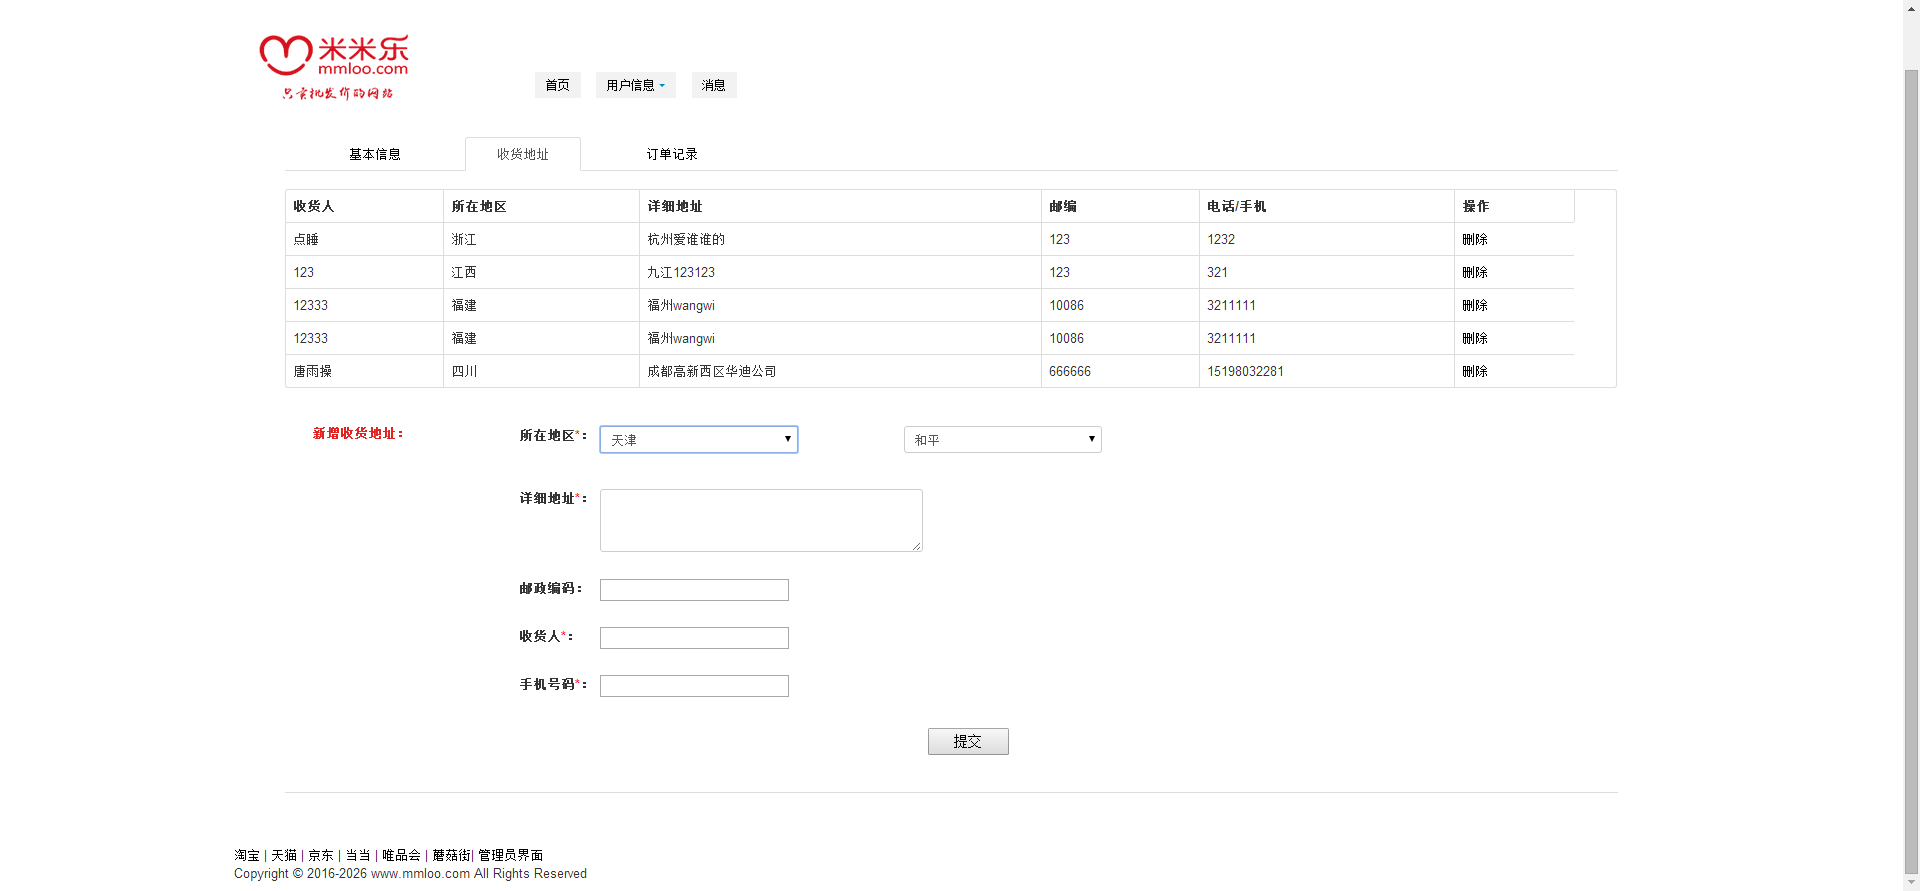 米米乐
mmloo.com
只卖批发价的网站
首页 用户信息 消息
基本信息 收货地址 订单记录
收货人 所在地区 详细地址 邮编 电话/手机 操作
点睡 浙江 杭州爱谁谁的 123 1232 删除
123 江西 九江123123 123 321 删除
12333 福建 福州wangwi 10086 3211111 删除
12333 福建 福州wangwi 10086 3211111 删除
唐雨操 四川 成都高新西区华迪公司 666666 15198032281 删除
新增收货地址： 所在地区*： 天津 和平
详细地址*：
邮政编码：
收货人*：
手机号码*：
提交
淘宝 | 天猫 | 京东 | 当当 | 唯品会 | 蘑菇街| 管理员界面
Copyright © 2016-2026 www.mmloo.com All Rights Reserved